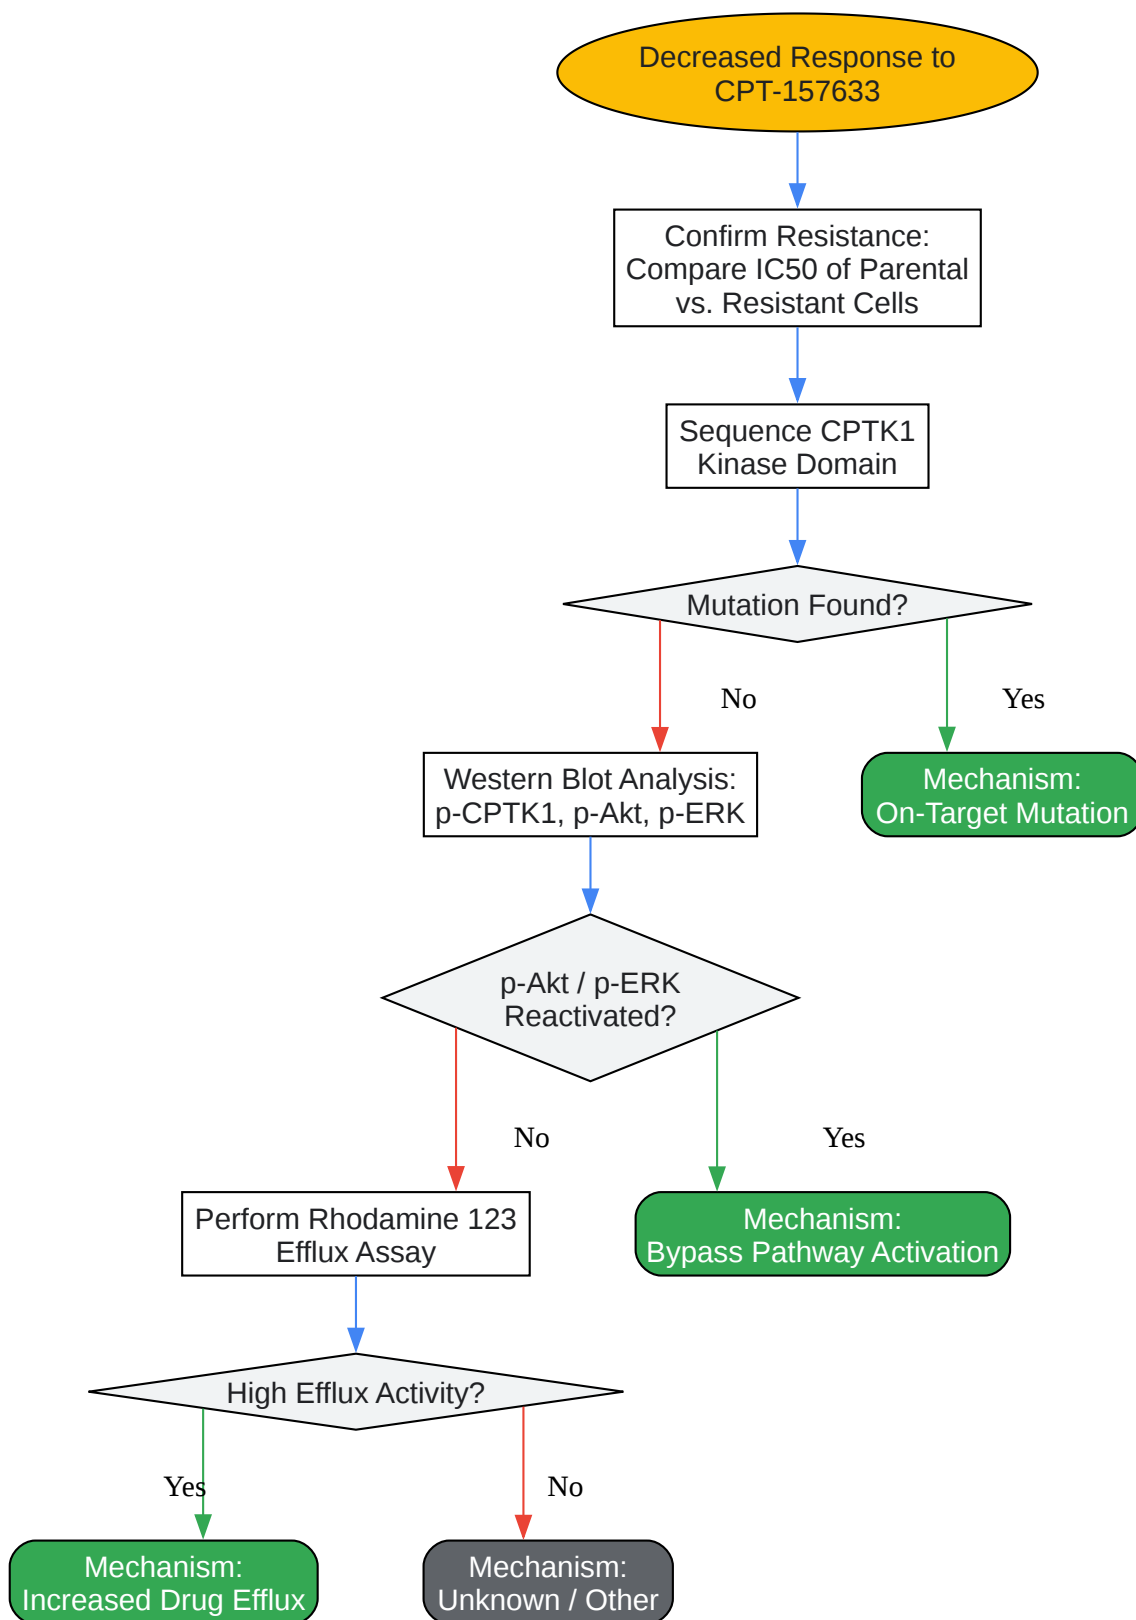 Decreased Response to
CPT-157633
Confirm Resistance:
Compare IC50 of Parental
vs. Resistant Cells
Sequence CPTK1
Kinase Domain
Mutation Found?
No
Yes
Western Blot Analysis:
p-CPTK1, p-Akt, p-ERK
Mechanism:
On-Target Mutation
p-Akt / p-ERK
Reactivated?
No
Yes
Perform Rhodamine 123
Efflux Assay
Mechanism:
Bypass Pathway Activation
High Efflux Activity?
Yes
No
Mechanism:
Increased Drug Efflux
Mechanism:
Unknown / Other